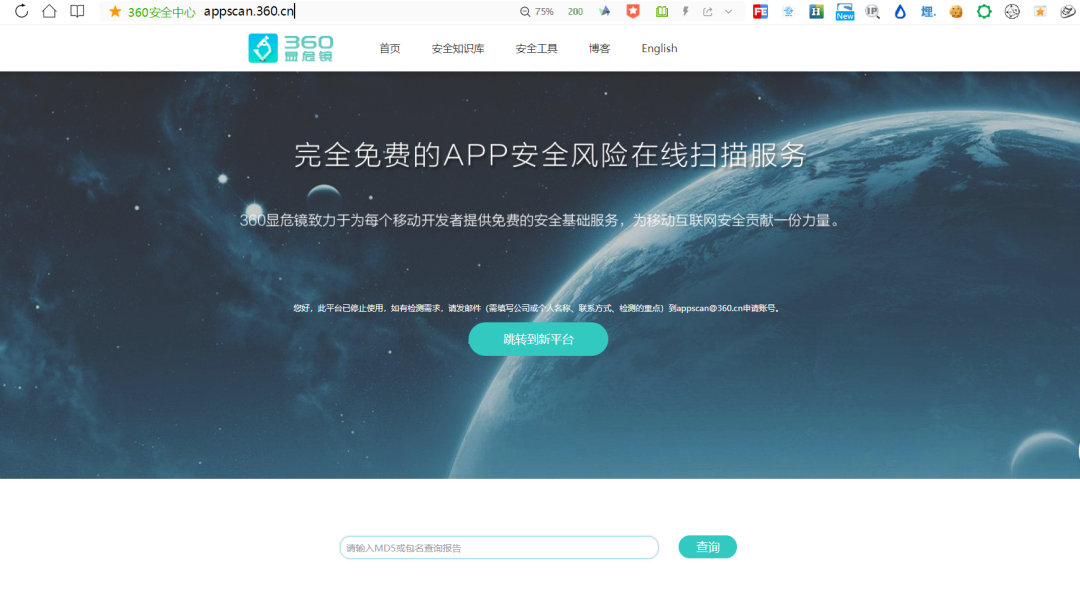 360安全中心 appscan.360.cn 75% 200
New IP 埋.
360 显危镜
首页 安全知识库 安全工具 博客 English
完全免费的APP安全风险在线扫描服务
360显危镜致力于为每个移动开发者提供免费的安全基础服务，为移动互联网安全贡献一份力量。
您好，此平台已停止使用，如有检测需求，请发邮件（需填写公司或个人名称、联系方式、检测的重点）到appscan@360.cn申请账号。
跳转到新平台
请输入MD5或包名查询报告 查询